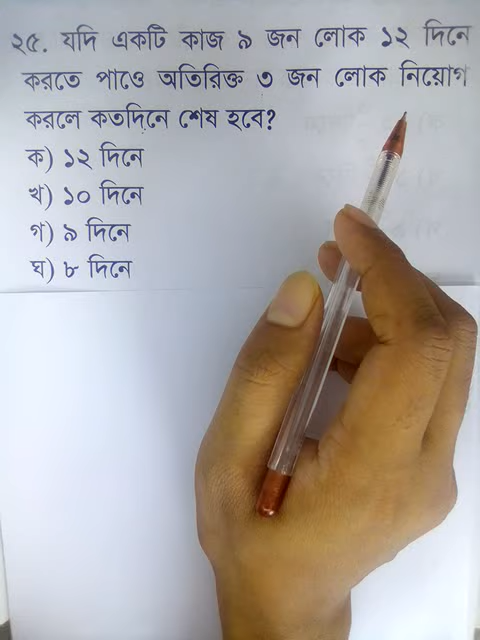 ২৫. যদি একটি কাজ ৯ জন লোক ১২ দিনে
করতে পাওে অতিরিক্ত ৩ জন লোক নিয়োগ
করলে কতদিনে শেষ হবে?
ক) ১২ দিনে
খ) ১০ দিনে
গ) ৯ দিনে
ঘ) ৮ দিনে